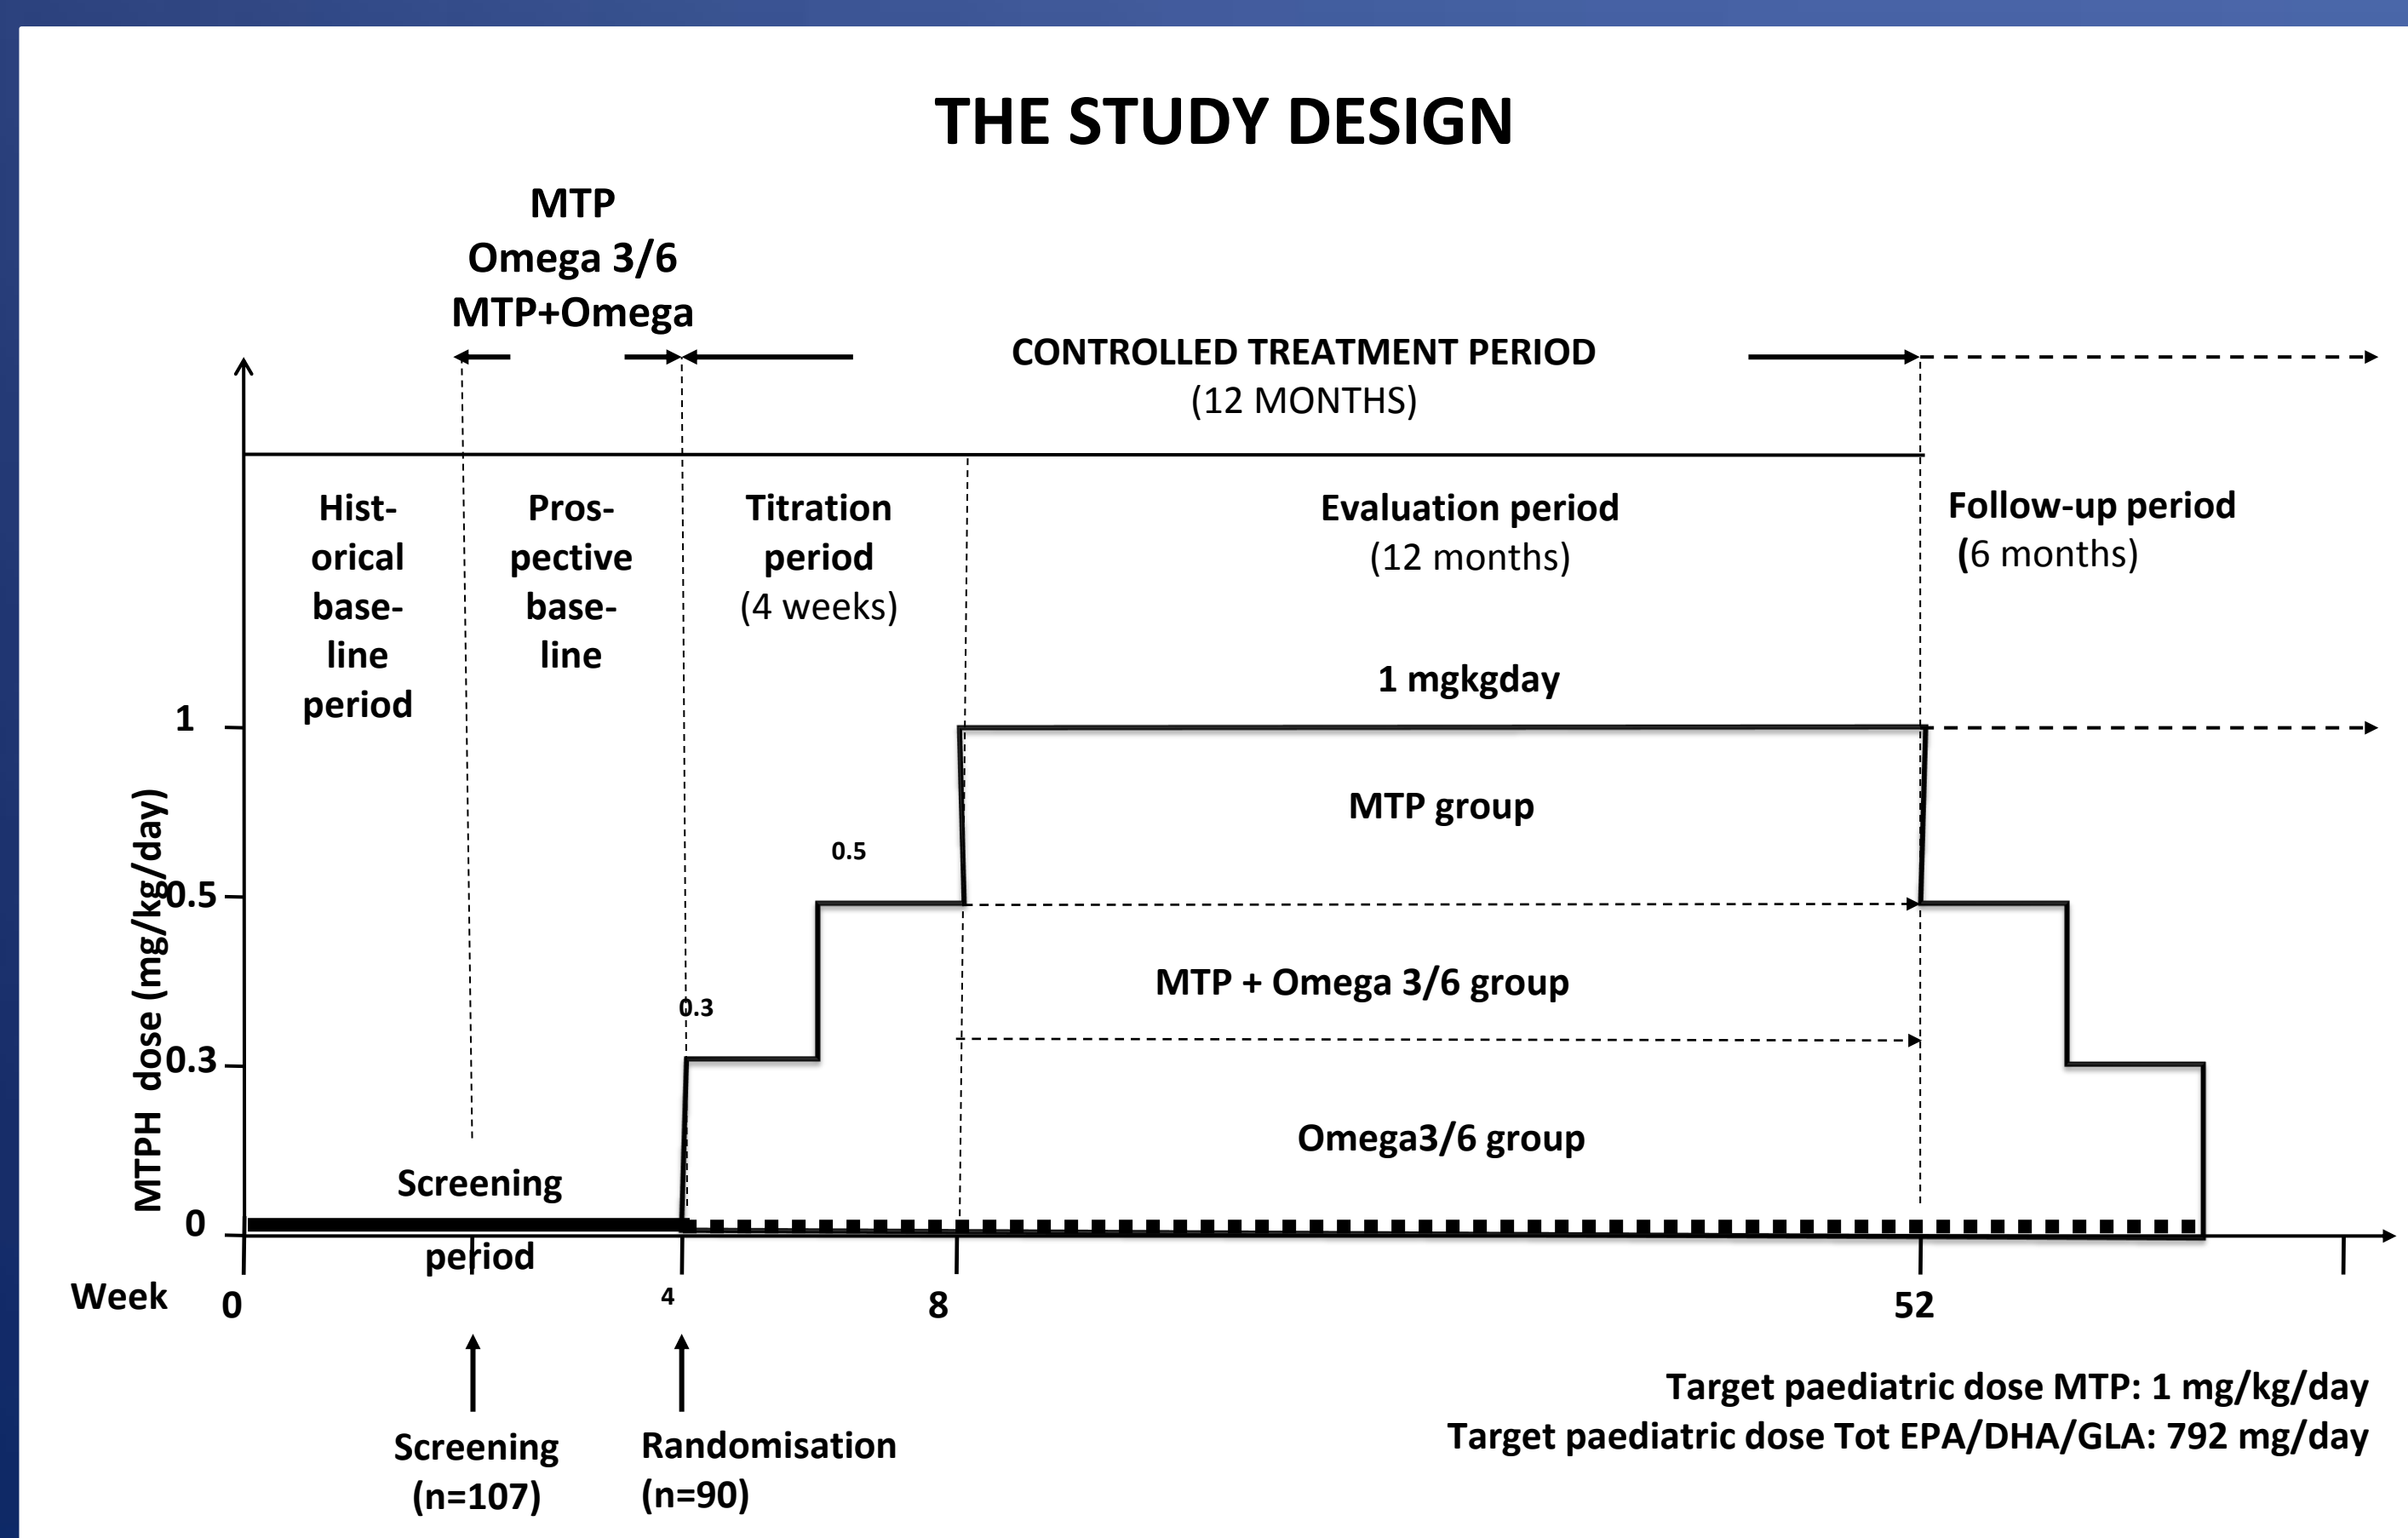 THE STUDY DESIGN
MTP
Omega 3/6
MTP+Omega
CONTROLLED TREATMENT PERIOD
(12 MONTHS)
Hist-
orical
base-
line
period
Pros-
pective
base-
line
Titration
period
(4 weeks)
Evaluation period
(12 months)
Follow-up period
(6 months)
1 mgkgday
MTP group
MTP + Omega 3/6 group
Omega3/6 group
0.5
0.3
MTPH dose (mg/kg/day)
1
0.5
0.3
0
Screening
period
Week
0
4
8
52
Screening
(n=107)
Randomisation
(n=90)
Target paediatric dose MTP: 1 mg/kg/day
Target paediatric dose Tot EPA/DHA/GLA: 792 mg/day